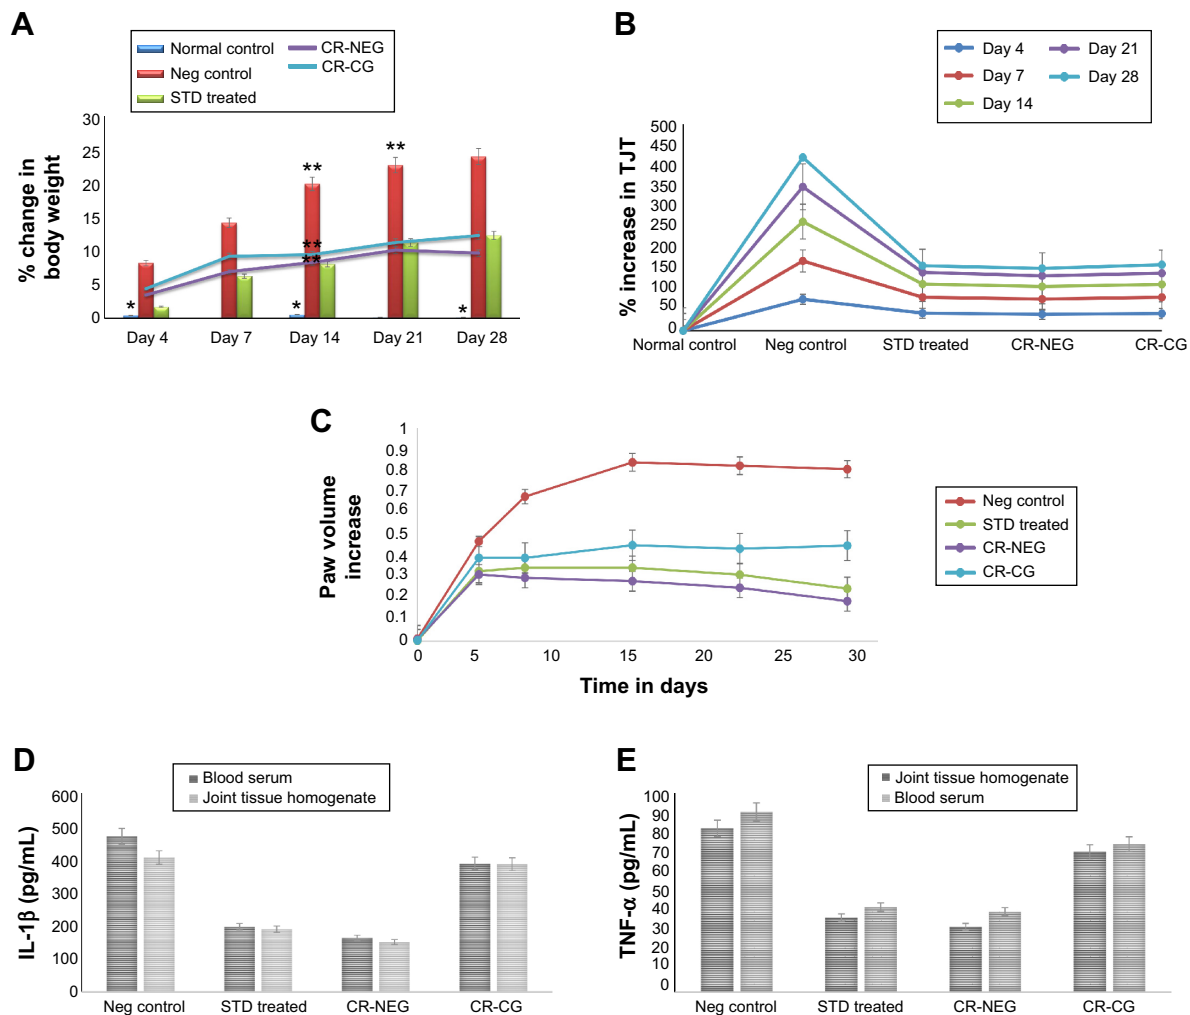 A
Normal control
Neg control
STD treated
CR-NEG
CR-CG
% change in
body weight
30
25
20
15
10
5
0
*
**
**
**
*
**
*
Day 4
Day 7
Day 14
Day 21
Day 28
B
Day 4
Day 7
Day 14
Day 21
Day 28
% increase in TJT
500
450
400
350
300
250
200
150
100
50
0
Normal control
Neg control
STD treated
CR-NEG
CR-CG
C
Paw volume
increase
1
0.9
0.8
0.7
0.6
0.5
0.4
0.3
0.2
0.1
0
0
5
10
15
20
25
30
Time in days
Neg control
STD treated
CR-NEG
CR-CG
D
Blood serum
Joint tissue homogenate
IL-1β (pg/mL)
600
500
400
300
200
100
0
Neg control
STD treated
CR-NEG
CR-CG
E
Joint tissue homogenate
Blood serum
TNF-α (pg/mL)
100
90
80
70
60
50
40
30
20
10
0
Neg control
STD treated
CR-NEG
CR-CG